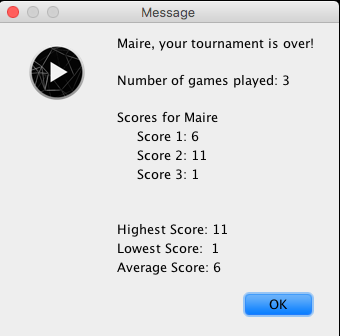 Message
Maire, your tournament is over!
Number of games played: 3
Scores for Maire
Score 1: 6
Score 2: 11
Score 3: 1
Highest Score: 11
Lowest Score:  1
Average Score: 6
OK